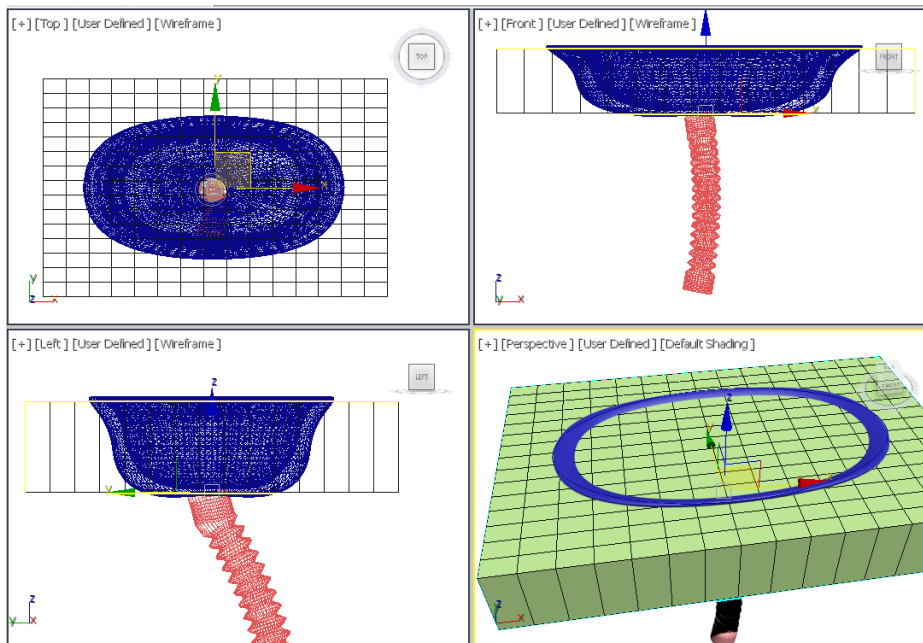 [+] [Top] [User Defined] [Wireframe]
TOP
y
x
y
z x
[+] [Front] [User Defined] [Wireframe]
FRONT
x
z
y x
[+] [Left] [User Defined] [Wireframe]
LEFT
z
y
z
y x
[+] [Perspective] [User Defined] [Default Shading]
FRONT
z
y
x
z
x